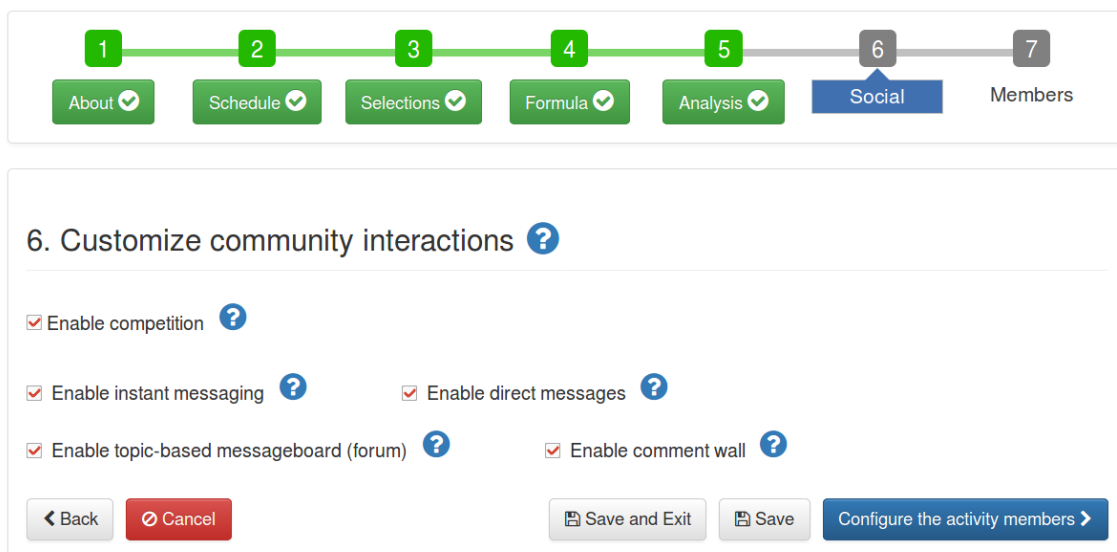 1 2 3 4 5 6 7
About Schedule Selections Formula Analysis Social Members
6. Customize community interactions ?
Enable competition ?
Enable instant messaging ? Enable direct messages ?
Enable topic-based messageboard (forum) ? Enable comment wall ?
Back Cancel Save and Exit Save Configure the activity members